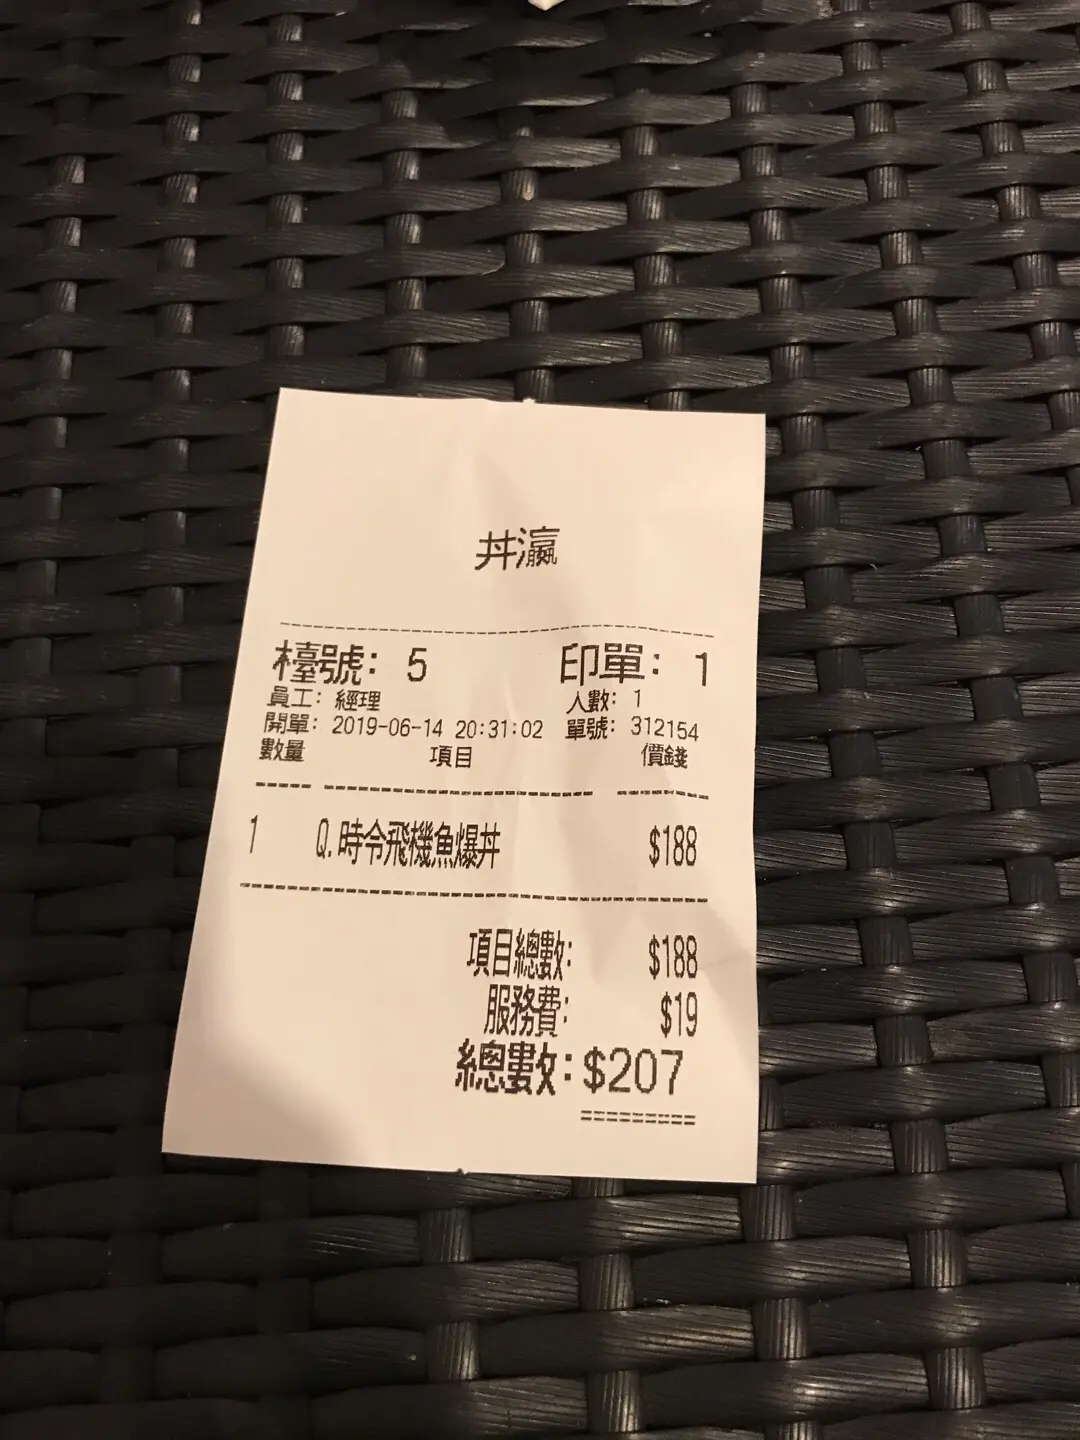 丼瀛
檯號: 5 印單: 1
員工: 經理 人數: 1
開單: 2019-06-14 20:31:02 單號: 312154
數量 項目 價錢
1 Q. 時令飛機魚爆丼 $188
項目總數: $188
服務費: $19
總數: $207